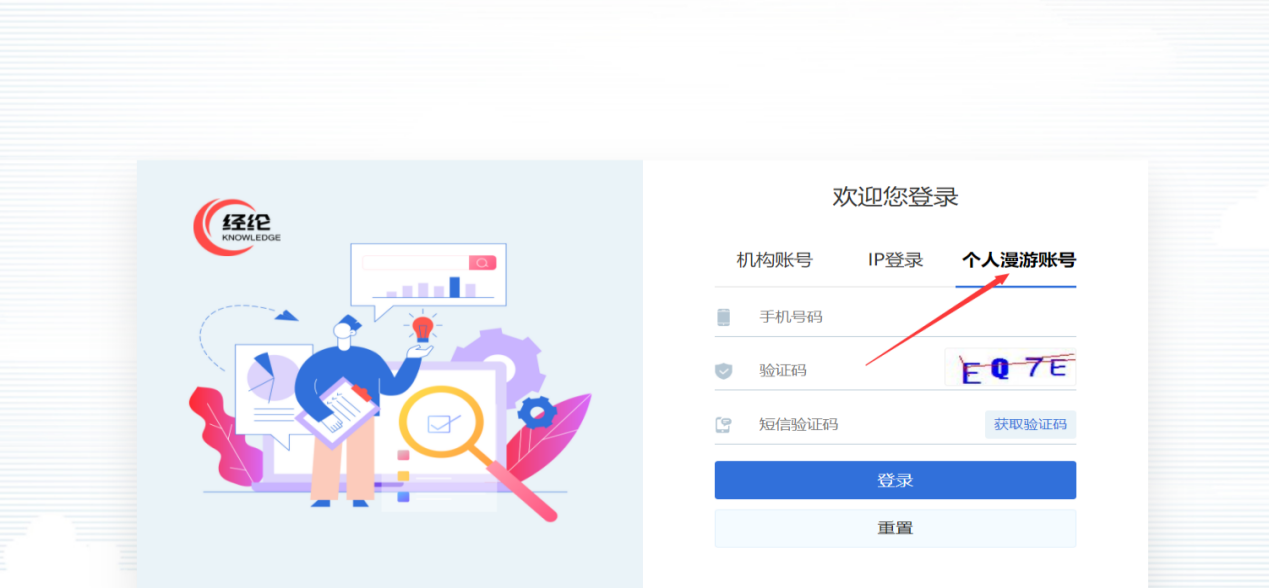 经纶
KNOWLEDGE
欢迎您登录
机构账号 IP登录 个人漫游账号
手机号码
验证码 EQ7E
短信验证码 获取验证码
登录
重置